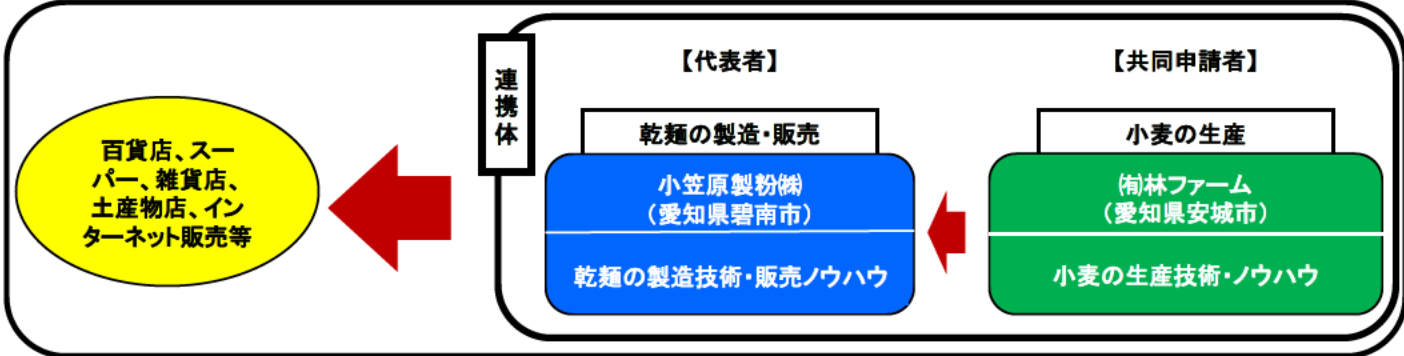 連携体
【代表者】
【共同申請者】
乾麺の製造・販売
小麦の生産
小笠原製粉㈱
（愛知県碧南市）
乾麺の製造技術・販売ノウハウ
㈲林ファーム
（愛知県安城市）
小麦の生産技術・ノウハウ
百貨店、スー
パー、雑貨店、
土産物店、イン
ターネット販売等